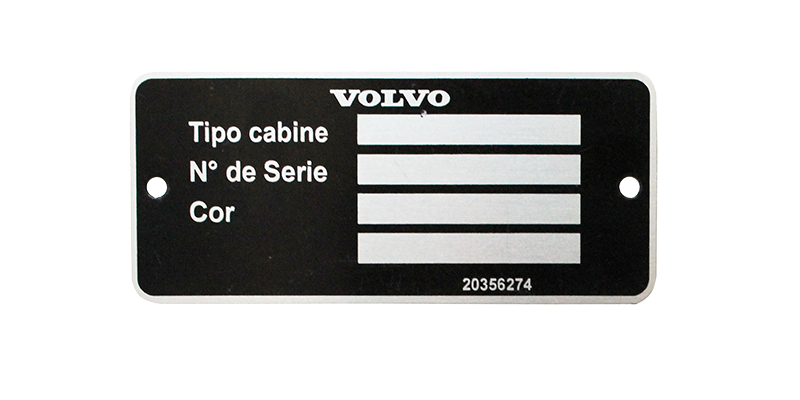 VOLVO
Tipo cabine
N° de Serie
Cor
20356274